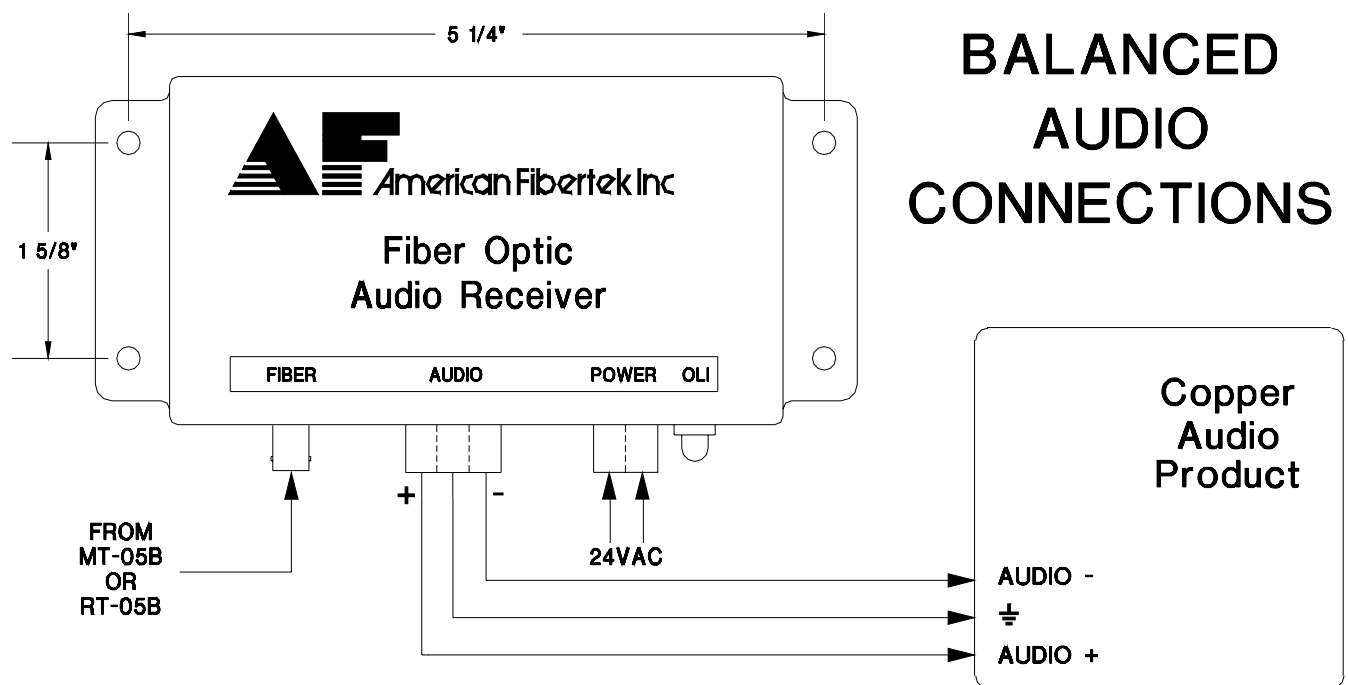 5 1/4"
BALANCED
AUDIO
CONNECTIONS
AF
American Fibertek Inc
1 5/8"
Fiber Optic
Audio Receiver
FIBER AUDIO POWER OLI
Copper
Audio
Product
+ -
FROM
MT-05B
OR
RT-05B
24VAC
AUDIO -
AUDIO +